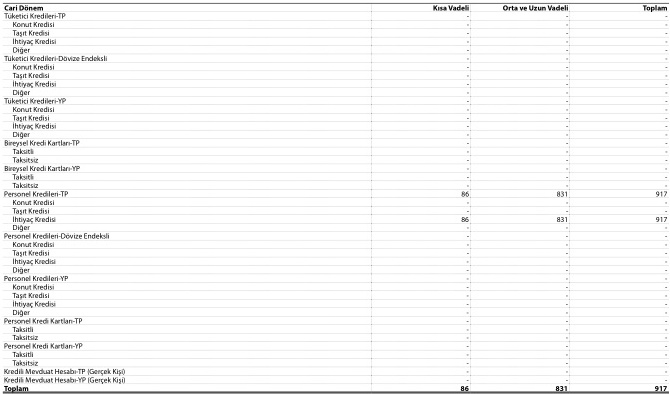 Cari Dönem Kısa Vadeli Orta ve Uzun Vadeli Toplam
Tüketici Kredileri-TP - - -
Konut Kredisi - - -
Taşıt Kredisi - - -
İhtiyaç Kredisi - - -
Diğer - - -
Tüketici Kredileri-Dövize Endeksli - - -
Konut Kredisi - - -
Taşıt Kredisi - - -
İhtiyaç Kredisi - - -
Diğer - - -
Tüketici Kredileri-YP - - -
Konut Kredisi - - -
Taşıt Kredisi - - -
İhtiyaç Kredisi - - -
Diğer - - -
Bireysel Kredi Kartları-TP - - -
Taksitli - - -
Taksitsiz - - -
Bireysel Kredi Kartları-YP - - -
Taksitli - - -
Taksitsiz - - -
Personel Kredileri-TP 86 831 917
Konut Kredisi - - -
Taşıt Kredisi - - -
İhtiyaç Kredisi 86 831 917
Diğer - - -
Personel Kredileri-Dövize Endeksli - - -
Konut Kredisi - - -
Taşıt Kredisi - - -
İhtiyaç Kredisi - - -
Diğer - - -
Personel Kredileri-YP - - -
Konut Kredisi - - -
Taşıt Kredisi - - -
İhtiyaç Kredisi - - -
Diğer - - -
Personel Kredi Kartları-TP - - -
Taksitli - - -
Taksitsiz - - -
Personel Kredi Kartları-YP - - -
Taksitli - - -
Taksitsiz - - -
Kredili Mevduat Hesabı-TP (Gerçek Kişi) - - -
Kredili Mevduat Hesabı-YP (Gerçek Kişi) - - -
Toplam 86 831 917